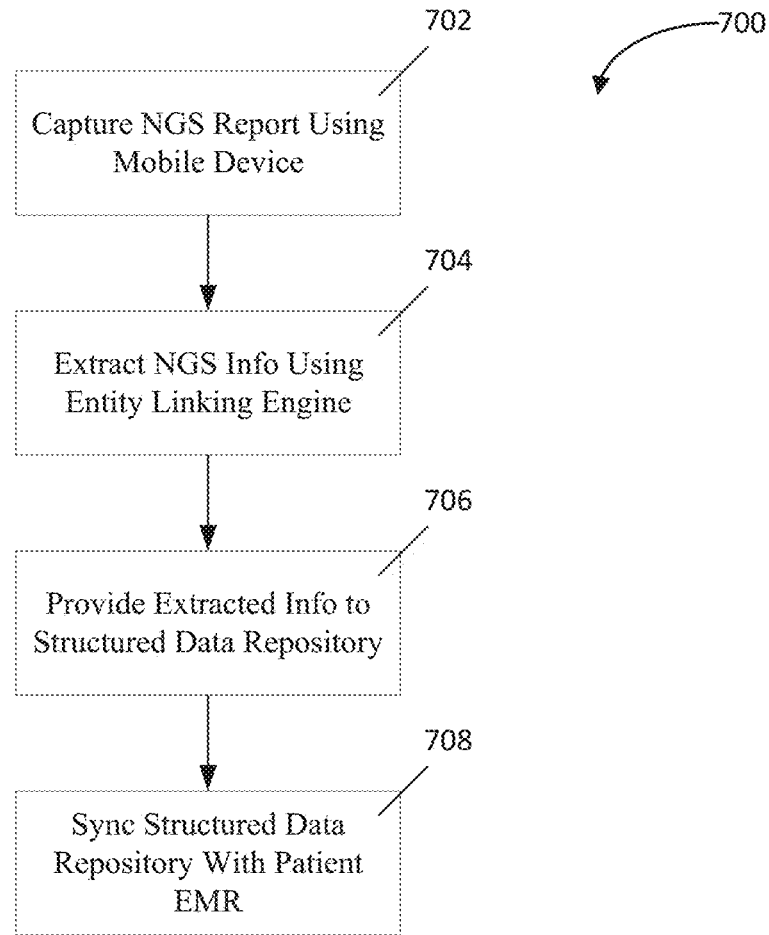 702
700
Capture NGS Report Using
Mobile Device
704
Extract NGS Info Using
Entity Linking Engine
706
Provide Extracted Info to
Structured Data Repository
708
Sync Structured Data
Repository With Patient
EMR